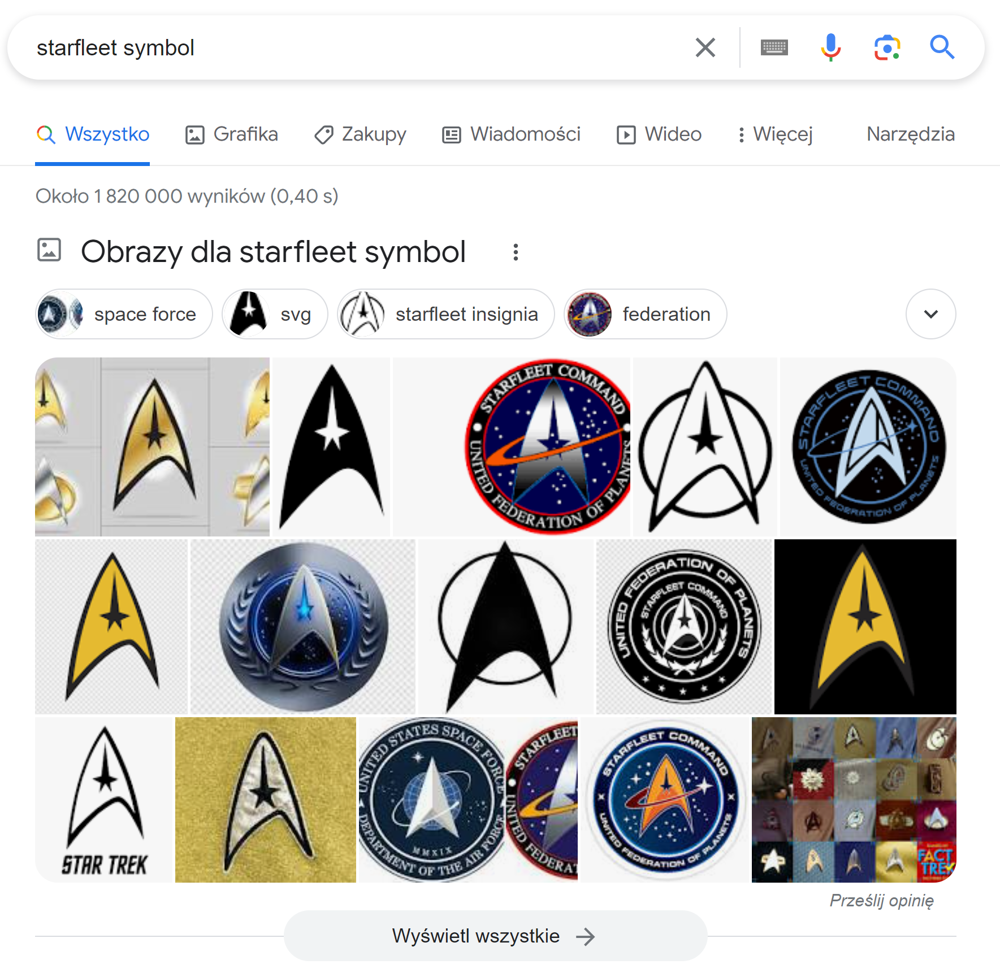 starfleet symbol
Wszystko Grafika Zakupy Wiadomości Wideo Więcej Narzędzia
Około 1 820 000 wyników (0,40 s)
Obrazy dla starfleet symbol
space force svg starfleet insignia federation
STARFLEET COMMAND
UNITED FEDERATION OF PLANETS
STARFLEET COMMAND
UNITED FEDERATION OF PLANETS
UNITED FEDERATION OF PLANETS
STARFLEET COMMAND
STAR TREK
UNITED STATES SPACE FORCE
MMXIX
DEPARTMENT OF THE AIR FORCE
STARFLEET
UNITED FEDERAT
STARFLEET COMMAND
UNITED FEDERATION OF PLANETS
FACT
TREK
Prześlij opinię
Wyświetl wszystkie